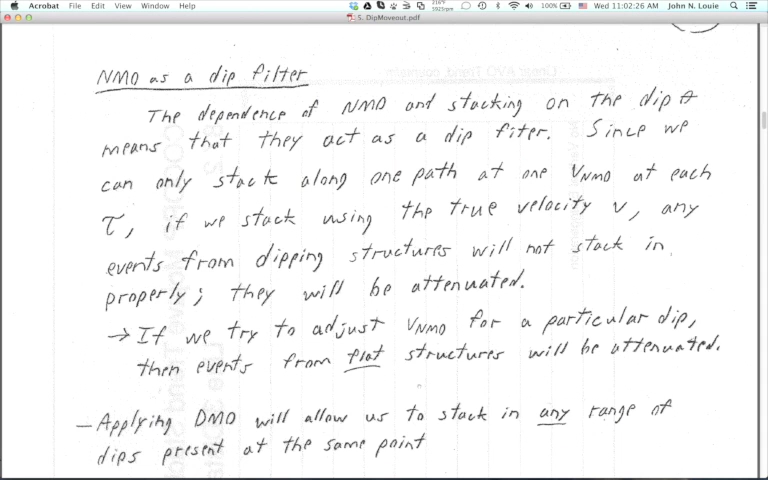 Acrobat File Edit View Window Help 100% Wed 11:02:26 AM John N. Louie
5. DipMoveout.pdf
NMO as a dip filter
The dependence of NMO and stacking on the dip θ
means that they act as a dip fiter. Since we
can only stack along one path at one VNMO at each
τ, if we stack using the true velocity v, any
events from dipping structures will not stack in
properly; they will be attenuated.
→ If we try to adjust VNMO for a particular dip,
then events from flat structures will be attenuated.
- Applying DMO will allow us to stack in any range of
dips present at the same point